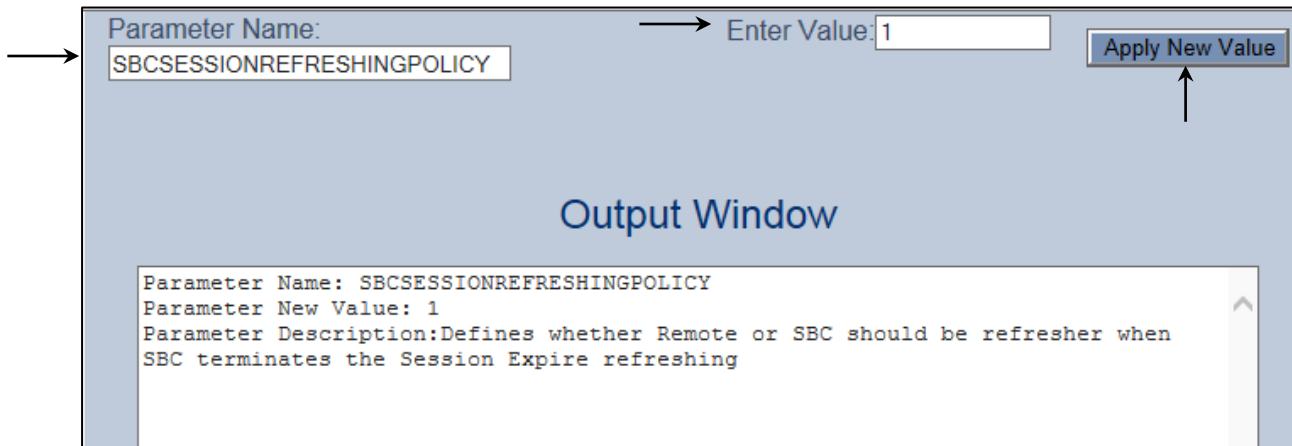 Parameter Name:
Enter Value: 1
SBCSESSIONREFRESHINGPOLICY
Apply New Value
Output Window
Parameter Name: SBCSESSIONREFRESHINGPOLICY
Parameter New Value: 1
Parameter Description:Defines whether Remote or SBC should be refresher when
SBC terminates the Session Expire refreshing